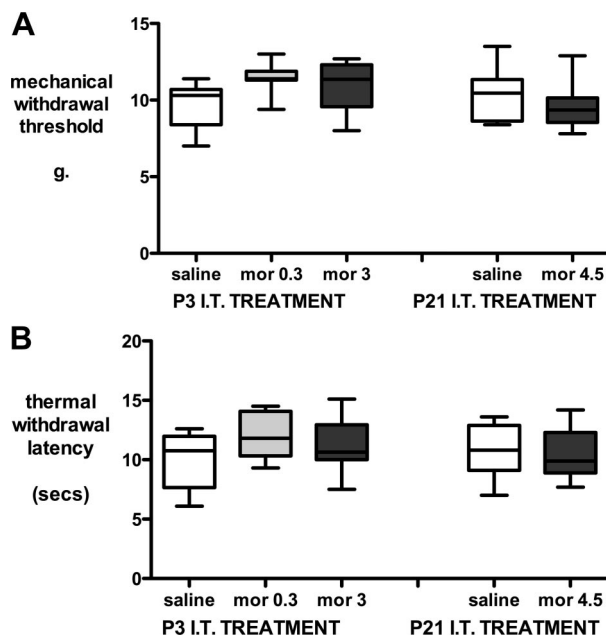 A
15
mechanical
withdrawal
threshold
g.
10
5
0
saline mor 0.3 mor 3 saline mor 4.5
P3 I.T. TREATMENT P21 I.T. TREATMENT
B
20
thermal
withdrawal
latency
(secs)
15
10
5
0
saline mor 0.3 mor 3 saline mor 4.5
P3 I.T. TREATMENT P21 I.T. TREATMENT